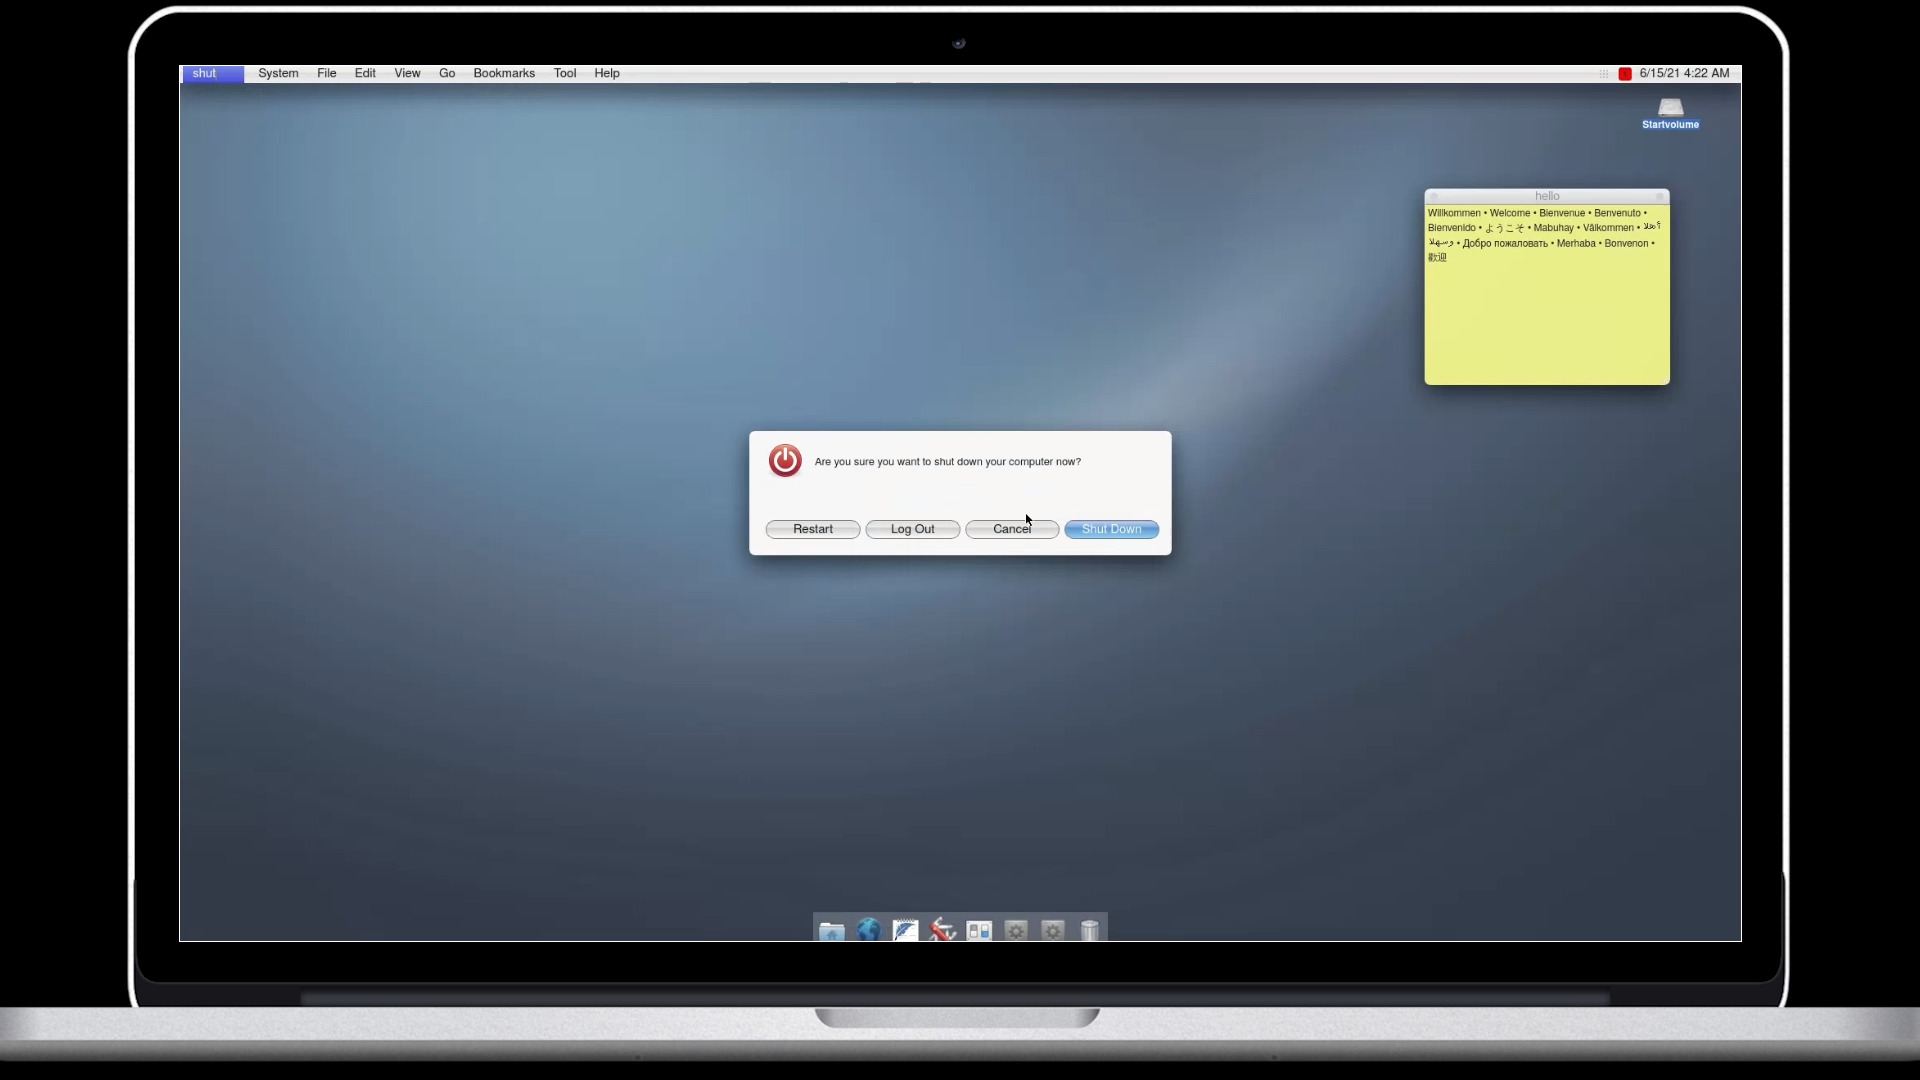 shut System File Edit View Go Bookmarks Tool Help 6/15/21 4:22 AM
Startvolume
hello
Willkommen • Welcome • Bienvenue • Benvenuto •
Bienvenido • ようこそ • Mabuhay • Välkommen • أهلا
وسهلا • Добро пожаловать • Merhaba • Bonvenon •
歡迎
Are you sure you want to shut down your computer now?
Restart Log Out Cancel Shut Down